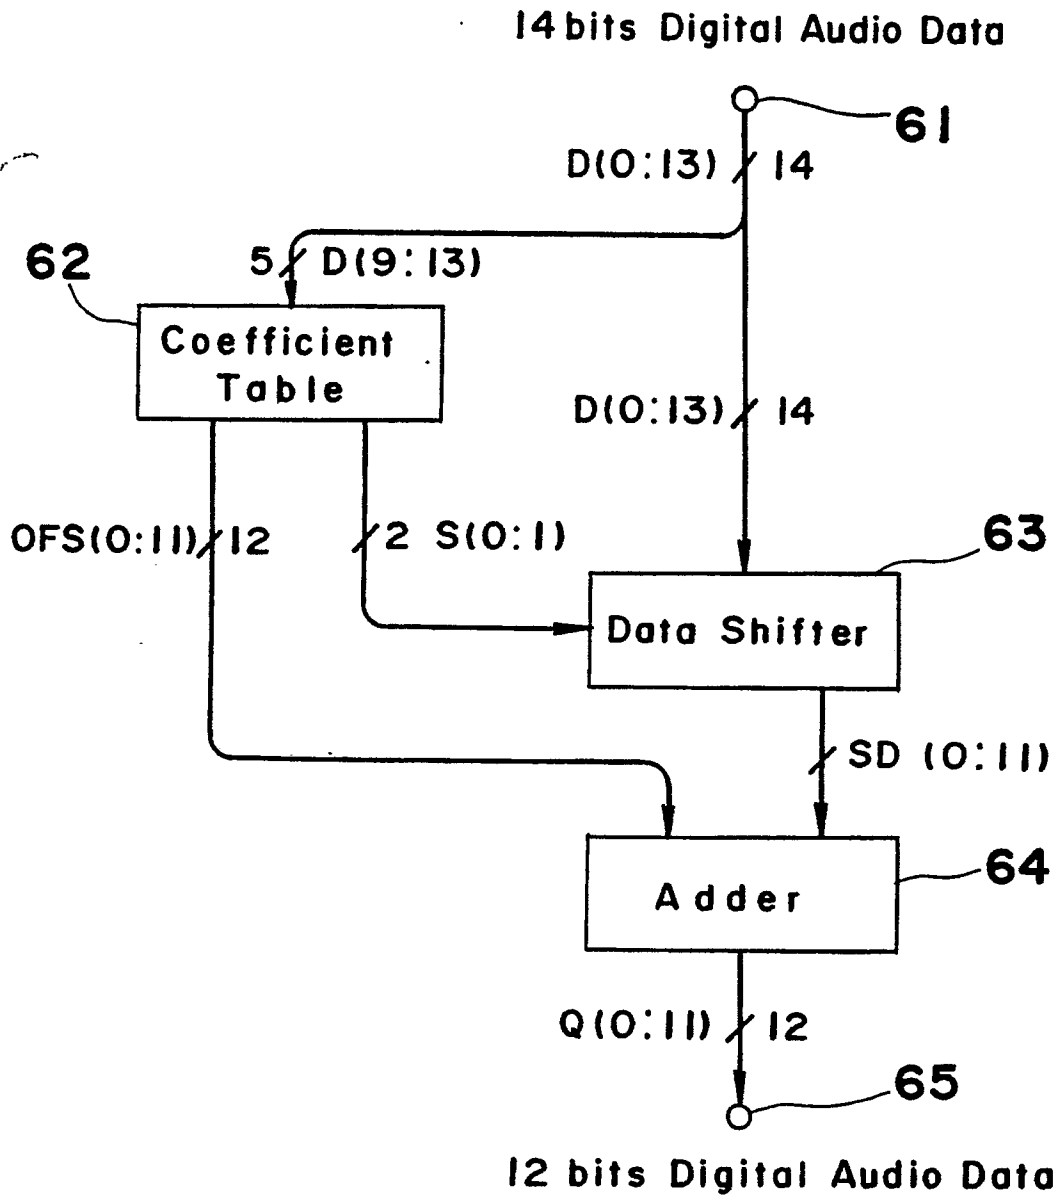 14 bits Digital Audio Data
61
D(0:13) 14
62
5 D(9:13)
Coefficient
Table
D(0:13) 14
OFS(0:11) 12
2 S(0:1)
63
Data Shifter
SD (0:11)
64
Adder
Q(0:11) 12
65
12 bits Digital Audio Data